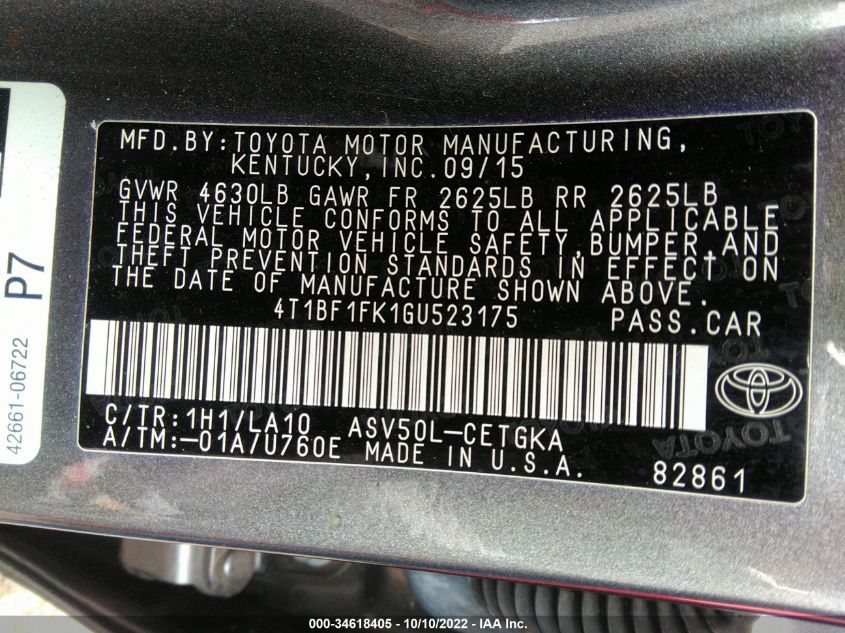 MFD.BY:TOYOTA MOTOR MANUFACTURING,
KENTUCKY,INC.09/15
GVWR 4630LB GAWR FR 2625LB RR 2625LB
THIS VEHICLE CONFORMS TO ALL APPLICABLE
FEDERAL MOTOR VEHICLE SAFETY,BUMPER,AND
THEFT PREVENTION STANDARDS IN EFFECT ON
THE DATE OF MANUFACTURE SHOWN ABOVE.
4T1BF1FK1GU523175 PASS.CAR
C/TR:1H1/LA10 ASV50L-CETGKA
A/TM:-01A/U760E MADE IN U.S.A.
82861
P7
42661-06722
000-34618405 - 10/10/2022 - IAA Inc.